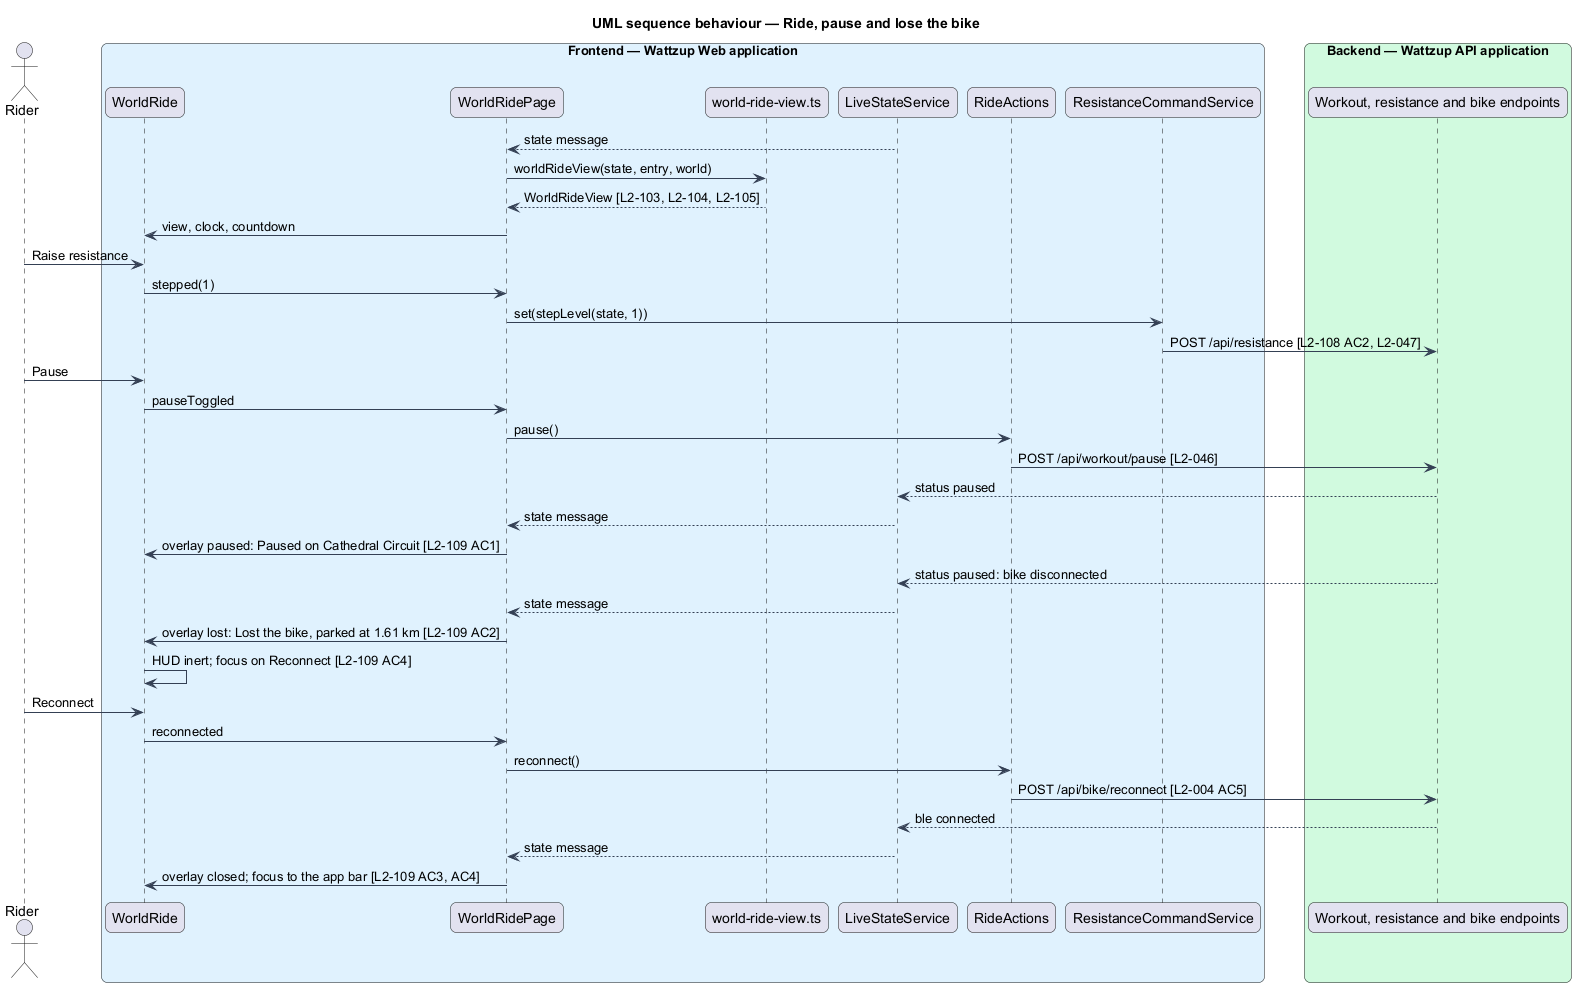 UML sequence behaviour — Ride, pause and lose the bike
Frontend — Wattzup Web application
Backend — Wattzup API application
Rider
WorldRide
WorldRidePage
world-ride-view.ts
LiveStateService
RideActions
ResistanceCommandService
Workout, resistance and bike endpoints
state message
worldRideView(state, entry, world)
WorldRideView [L2-103, L2-104, L2-105]
view, clock, countdown
Raise resistance
stepped(1)
set(stepLevel(state, 1))
POST /api/resistance [L2-108 AC2, L2-047]
Pause
pauseToggled
pause()
POST /api/workout/pause [L2-046]
status paused
state message
overlay paused: Paused on Cathedral Circuit [L2-109 AC1]
status paused: bike disconnected
state message
overlay lost: Lost the bike, parked at 1.61 km [L2-109 AC2]
HUD inert; focus on Reconnect [L2-109 AC4]
Reconnect
reconnected
reconnect()
POST /api/bike/reconnect [L2-004 AC5]
ble connected
state message
overlay closed; focus to the app bar [L2-109 AC3, AC4]
Rider
WorldRide
WorldRidePage
world-ride-view.ts
LiveStateService
RideActions
ResistanceCommandService
Workout, resistance and bike endpoints